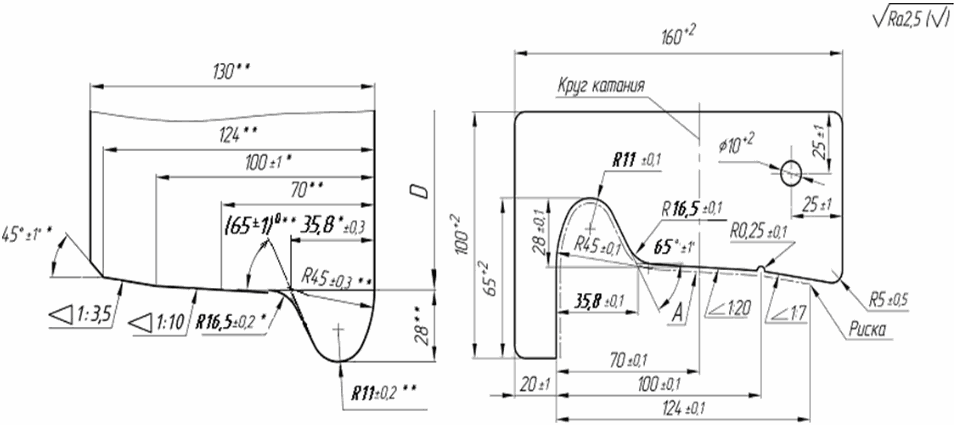 √Ra2,5 (√)
130**
124**
100±1*
70**
(65±1)⁰**
35,8*±0,3
45°±1°*
R45±0,3**
D
28**
◁1:3,5
◁1:10
R16,5±0,2*
R11±0,2**
160⁺²
Круг катания
100⁺²
65⁺²
28±0,1
R11±0,1
R16,5±0,1
R45±0,1
65°±1°
ϕ10⁺²
25±1
25±1
R0,25±0,1
R5±0,5
35,8±0,1
A
∠1:20
∠1:7
Риска
70±0,1
20±1
100±0,1
124±0,1